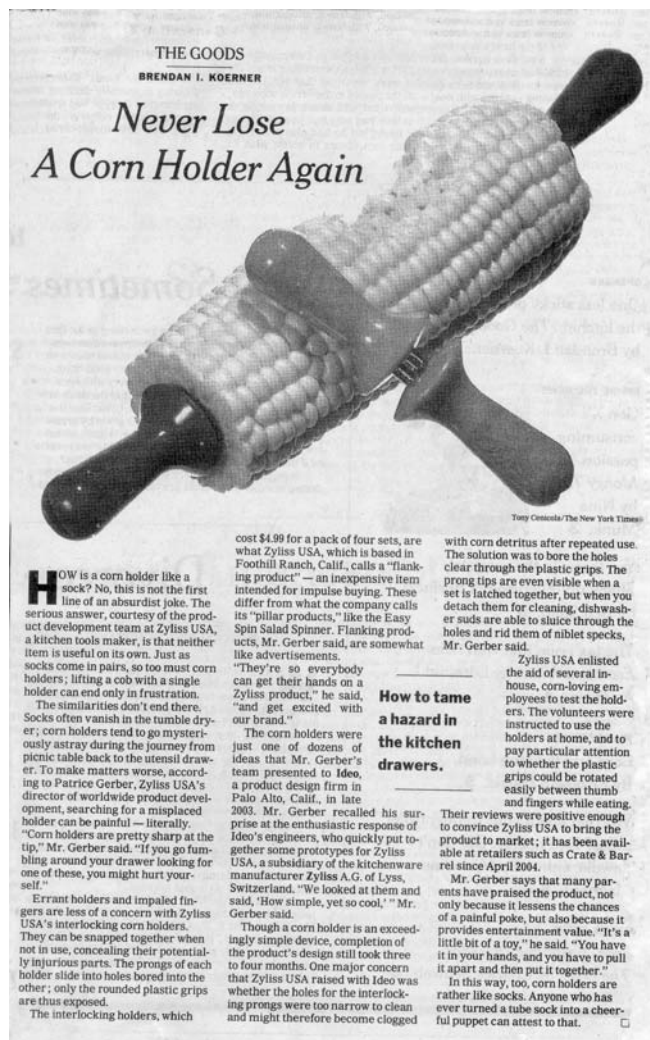 THE GOODS
BRENDAN I. KOERNER
Never Lose
A Corn Holder Again
Tony Cenicola/The New York Times
HOW is a corn holder like a
sock? No, this is not the first
line of an absurdist joke. The
serious answer, courtesy of the prod-
uct development team at Zyliss USA,
a kitchen tools maker, is that neither
item is useful on its own. Just as
socks come in pairs, so too must corn
holders; lifting a cob with a single
holder can end only in frustration.
The similarities don't end there.
Socks often vanish in the tumble dry-
er; corn holders tend to go mysteri-
ously astray during the journey from
picnic table back to the utensil draw-
er. To make matters worse, accord-
ing to Patrice Gerber, Zyliss USA's
director of worldwide product devel-
opment, searching for a misplaced
holder can be painful — literally.
"Corn holders are pretty sharp at the
tip," Mr. Gerber said. "If you go fum-
bling around your drawer looking for
one of these, you might hurt your-
self."
Errant holders and impaled fin-
gers are less of a concern with Zyliss
USA's interlocking corn holders.
They can be snapped together when
not in use, concealing their potential-
ly injurious parts. The prongs of each
holder slide into holes bored into the
other; only the rounded plastic grips
are thus exposed.
The interlocking holders, which
cost $4.99 for a pack of four sets, are
what Zyliss USA, which is based in
Foothill Ranch, Calif., calls a "flank-
ing product" — an inexpensive item
intended for impulse buying. These
differ from what the company calls
its "pillar products," like the Easy
Spin Salad Spinner. Flanking prod-
ucts, Mr. Gerber said, are somewhat
like advertisements.
"They're so everybody
can get their hands on a
Zyliss product," he said,
"and get excited with
our brand."
The corn holders were
just one of dozens of
ideas that Mr. Gerber's
team presented to Ideo,
a product design firm in
Palo Alto, Calif., in late
2003. Mr. Gerber recalled his sur-
prise at the enthusiastic response of
Ideo's engineers, who quickly put to-
gether some prototypes for Zyliss
USA, a subsidiary of the kitchenware
manufacturer Zyliss A.G. of Lyss,
Switzerland. "We looked at them and
said, 'How simple, yet so cool,' " Mr.
Gerber said.
Though a corn holder is an exceed-
ingly simple device, completion of
the product's design still took three
to four months. One major concern
that Zyliss USA raised with Ideo was
whether the holes for the interlock-
ing prongs were too narrow to clean
and might therefore become clogged
How to tame
a hazard in
the kitchen
drawers.
with corn detritus after repeated use.
The solution was to bore the holes
clear through the plastic grips. The
prong tips are even visible when a
set is latched together, but when you
detach them for cleaning, dishwash-
er suds are able to sluice through the
holes and rid them of niblet specks,
Mr. Gerber said.
Zyliss USA enlisted
the aid of several in-
house, corn-loving em-
ployees to test the hold-
ers. The volunteers were
instructed to use the
holders at home, and to
pay particular attention
to whether the plastic
grips could be rotated
easily between thumb
and fingers while eating.
Their reviews were positive enough
to convince Zyliss USA to bring the
product to market; it has been avail-
able at retailers such as Crate & Bar-
rel since April 2004.
Mr. Gerber says that many par-
ents have praised the product, not
only because it lessens the chances
of a painful poke, but also because it
provides entertainment value. "It's a
little bit of a toy," he said. "You have
it in your hands, and you have to pull
it apart and then put it together."
In this way, too, corn holders are
rather like socks. Anyone who has
ever turned a tube sock into a cheer-
ful puppet can attest to that.